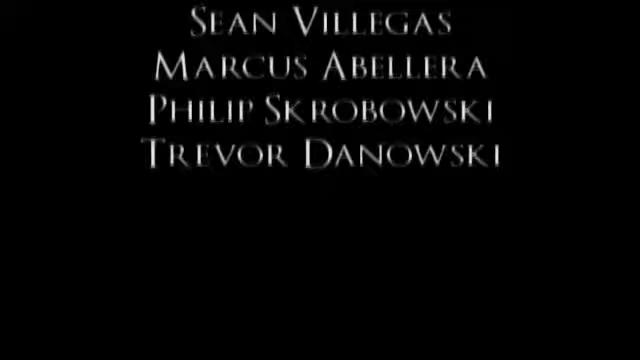 Sean Villegas
Marcus Abellera
Philip Skrobowski
Trevor Danowski